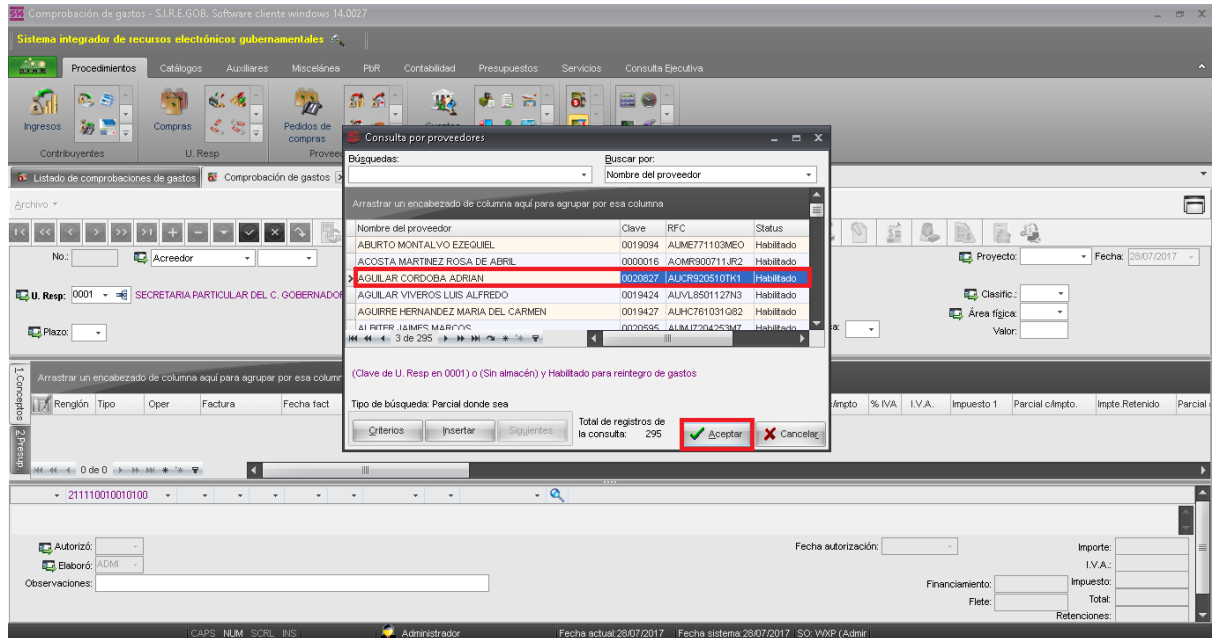 Comprobación de gastos - S.I.R.E.GOB. Software cliente windows 14.0027
Sistema integrador de recursos electrónicos gubernamentales
Procedimientos Catálogos Auxiliares Miscelánea PbR Contabilidad Presupuestos Servicios Consulta Ejecutiva
Ingresos Compras Pedidos de compras
Contribuyentes U. Resp
Listado de comprobaciones de gastos Comprobación de gastos
Archivo
No.: Acreedor Proyecto: Fecha: 28/07/2017
U. Resp: 0001 SECRETARIA PARTICULAR DEL C. GOBERNADOR Clasific.:
Área física:
Plazo: Valor:
Consulta por proveedores
Búsquedas: Buscar por:
Nombre del proveedor
Arrastrar un encabezado de columna aquí para agrupar por esa columna
Nombre del proveedor Clave RFC Status
ABURTO MONTALVO EZEQUIEL 0019094 AUME771103MEO Habilitado
ACOSTA MARTINEZ ROSA DE ABRIL 0000016 AOMR900711JR2 Habilitado
AGUILAR CORDOBA ADRIAN 0020827 AUCR920510TK1 Habilitado
AGUILAR VIVEROS LUIS ALFREDO 0019424 AUVL8501127N3 Habilitado
AGUIRRE HERNANDEZ MARIA DEL CARMEN 0019427 AUHC761031Q82 Habilitado
ALBITER JAIMES MARCOS 0020595 AUMJ7204253M7 Habilitado
3 de 295
(Clave de U. Resp en 0001) o (Sin almacén) y Habilitado para reintegro de gastos
Tipo de búsqueda: Parcial donde sea
Criterios Insertar Siguientes Total de registros de la consulta: 295 Aceptar Cancelar
1.Conceptos
2.Presup
Arrastrar un encabezado de columna aquí para agrupar por esa column
Renglón Tipo Oper Factura Fecha fact % IVA I.V.A. Impuesto 1 Parcial c/impto. Impte.Retenido Parcial
0 de 0
211110010010100
Autorizó: Fecha autorización: Importe:
Elaboró: ADMI I.V.A.:
Observaciones: Financiamiento: Impuesto:
Flete: Total:
Retenciones:
CAPS NUM SCRL INS Administrador Fecha actual:28/07/2017 Fecha sistema:28/07/2017 SO: WXP (Admir